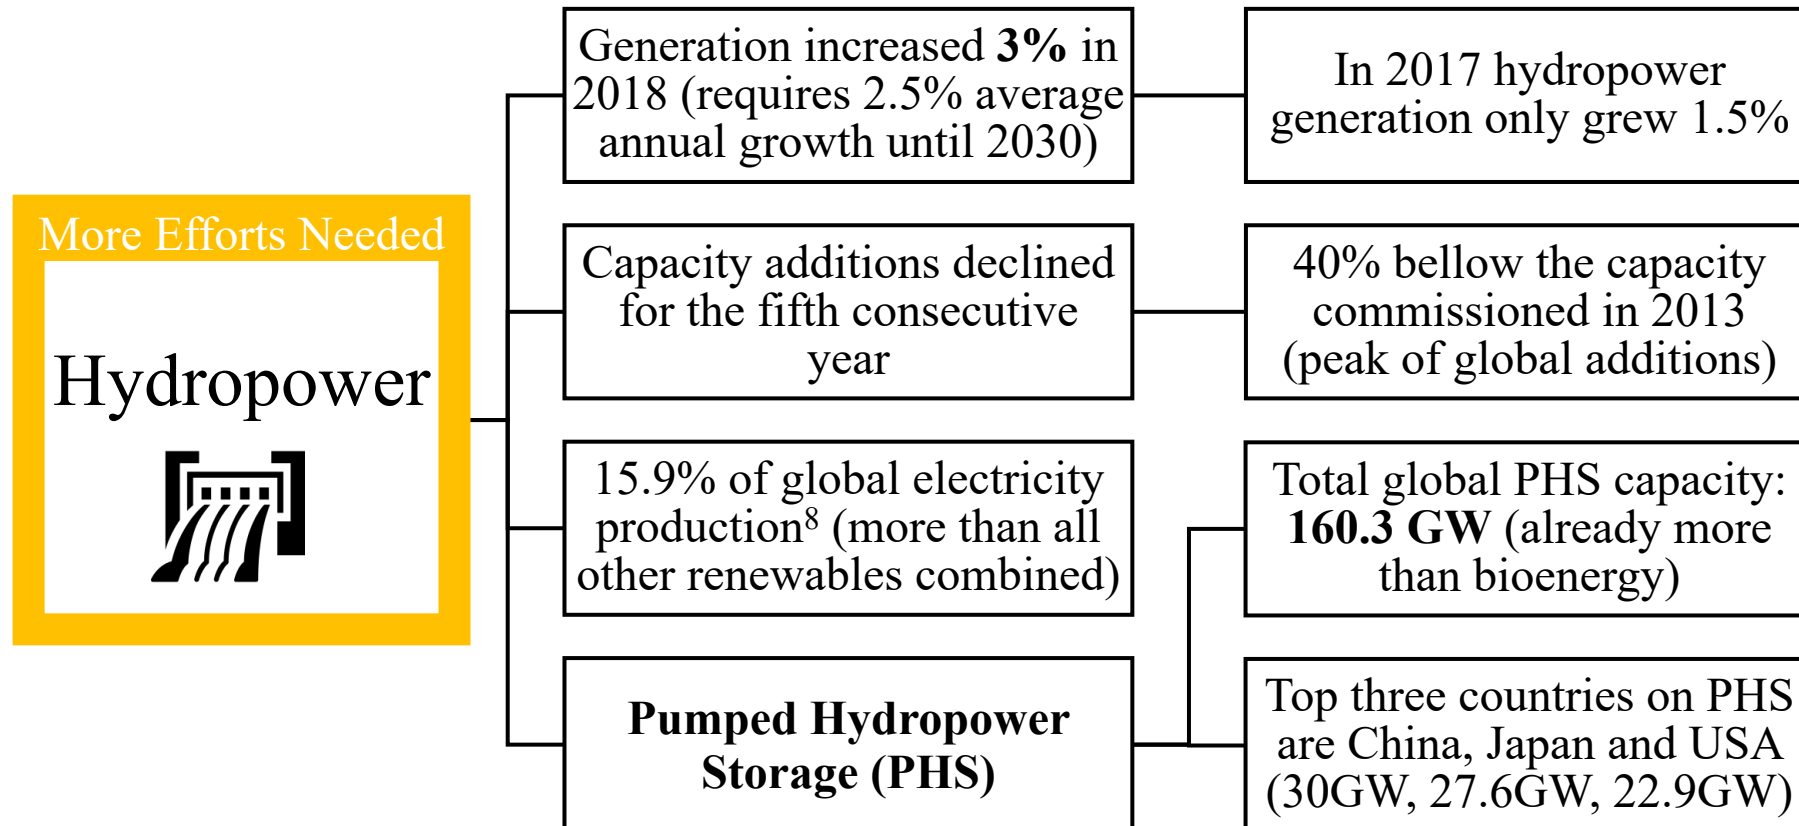 More Efforts Needed
Hydropower
Generation increased 3% in
2018 (requires 2.5% average
annual growth until 2030)
In 2017 hydropower
generation only grew 1.5%
Capacity additions declined
for the fifth consecutive
year
40% bellow the capacity
commissioned in 2013
(peak of global additions)
15.9% of global electricity
production⁸ (more than all
other renewables combined)
Pumped Hydropower
Storage (PHS)
Total global PHS capacity:
160.3 GW (already more
than bioenergy)
Top three countries on PHS
are China, Japan and USA
(30GW, 27.6GW, 22.9GW)